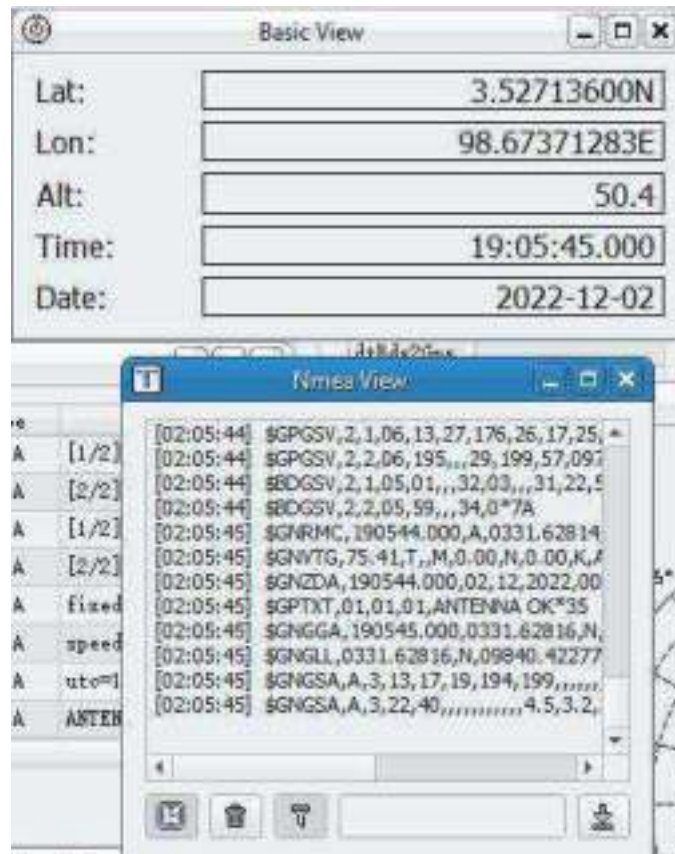 Basic View
Lat: 3.52713600N
Lon: 98.67371283E
Alt: 50.4
Time: 19:05:45.000
Date: 2022-12-02
Nmea View
A [1/2]
A [2/2]
A [1/2]
A [2/2]
A fixed
A speed
A utc=1
A ANTEN
[02:05:44] $GPGSV,2,1,06,13,27,176,26,17,25,
[02:05:44] $GPGSV,2,2,06,195,,,29,199,57,097
[02:05:44] $BDGSV,2,1,05,01,,,32,03,,,31,22,5
[02:05:44] $BDGSV,2,2,05,59,,,34,0*7A
[02:05:45] $GNRMC,190544.000,A,0331.62814
[02:05:45] $GNVTG,75.41,T,,M,0.00,N,0.00,K,A
[02:05:45] $GNZDA,190544.000,02,12,2022,00
[02:05:45] $GPTXT,01,01,01,ANTENNA OK*35
[02:05:45] $GNGGA,190545.000,0331.62816,N,
[02:05:45] $GNGLL,0331.62816,N,09840.42277
[02:05:45] $GNGSA,A,3,13,17,19,194,199,,,,,,
[02:05:45] $GNGSA,A,3,22,40,,,,,,,,,,,4.5,3.2,